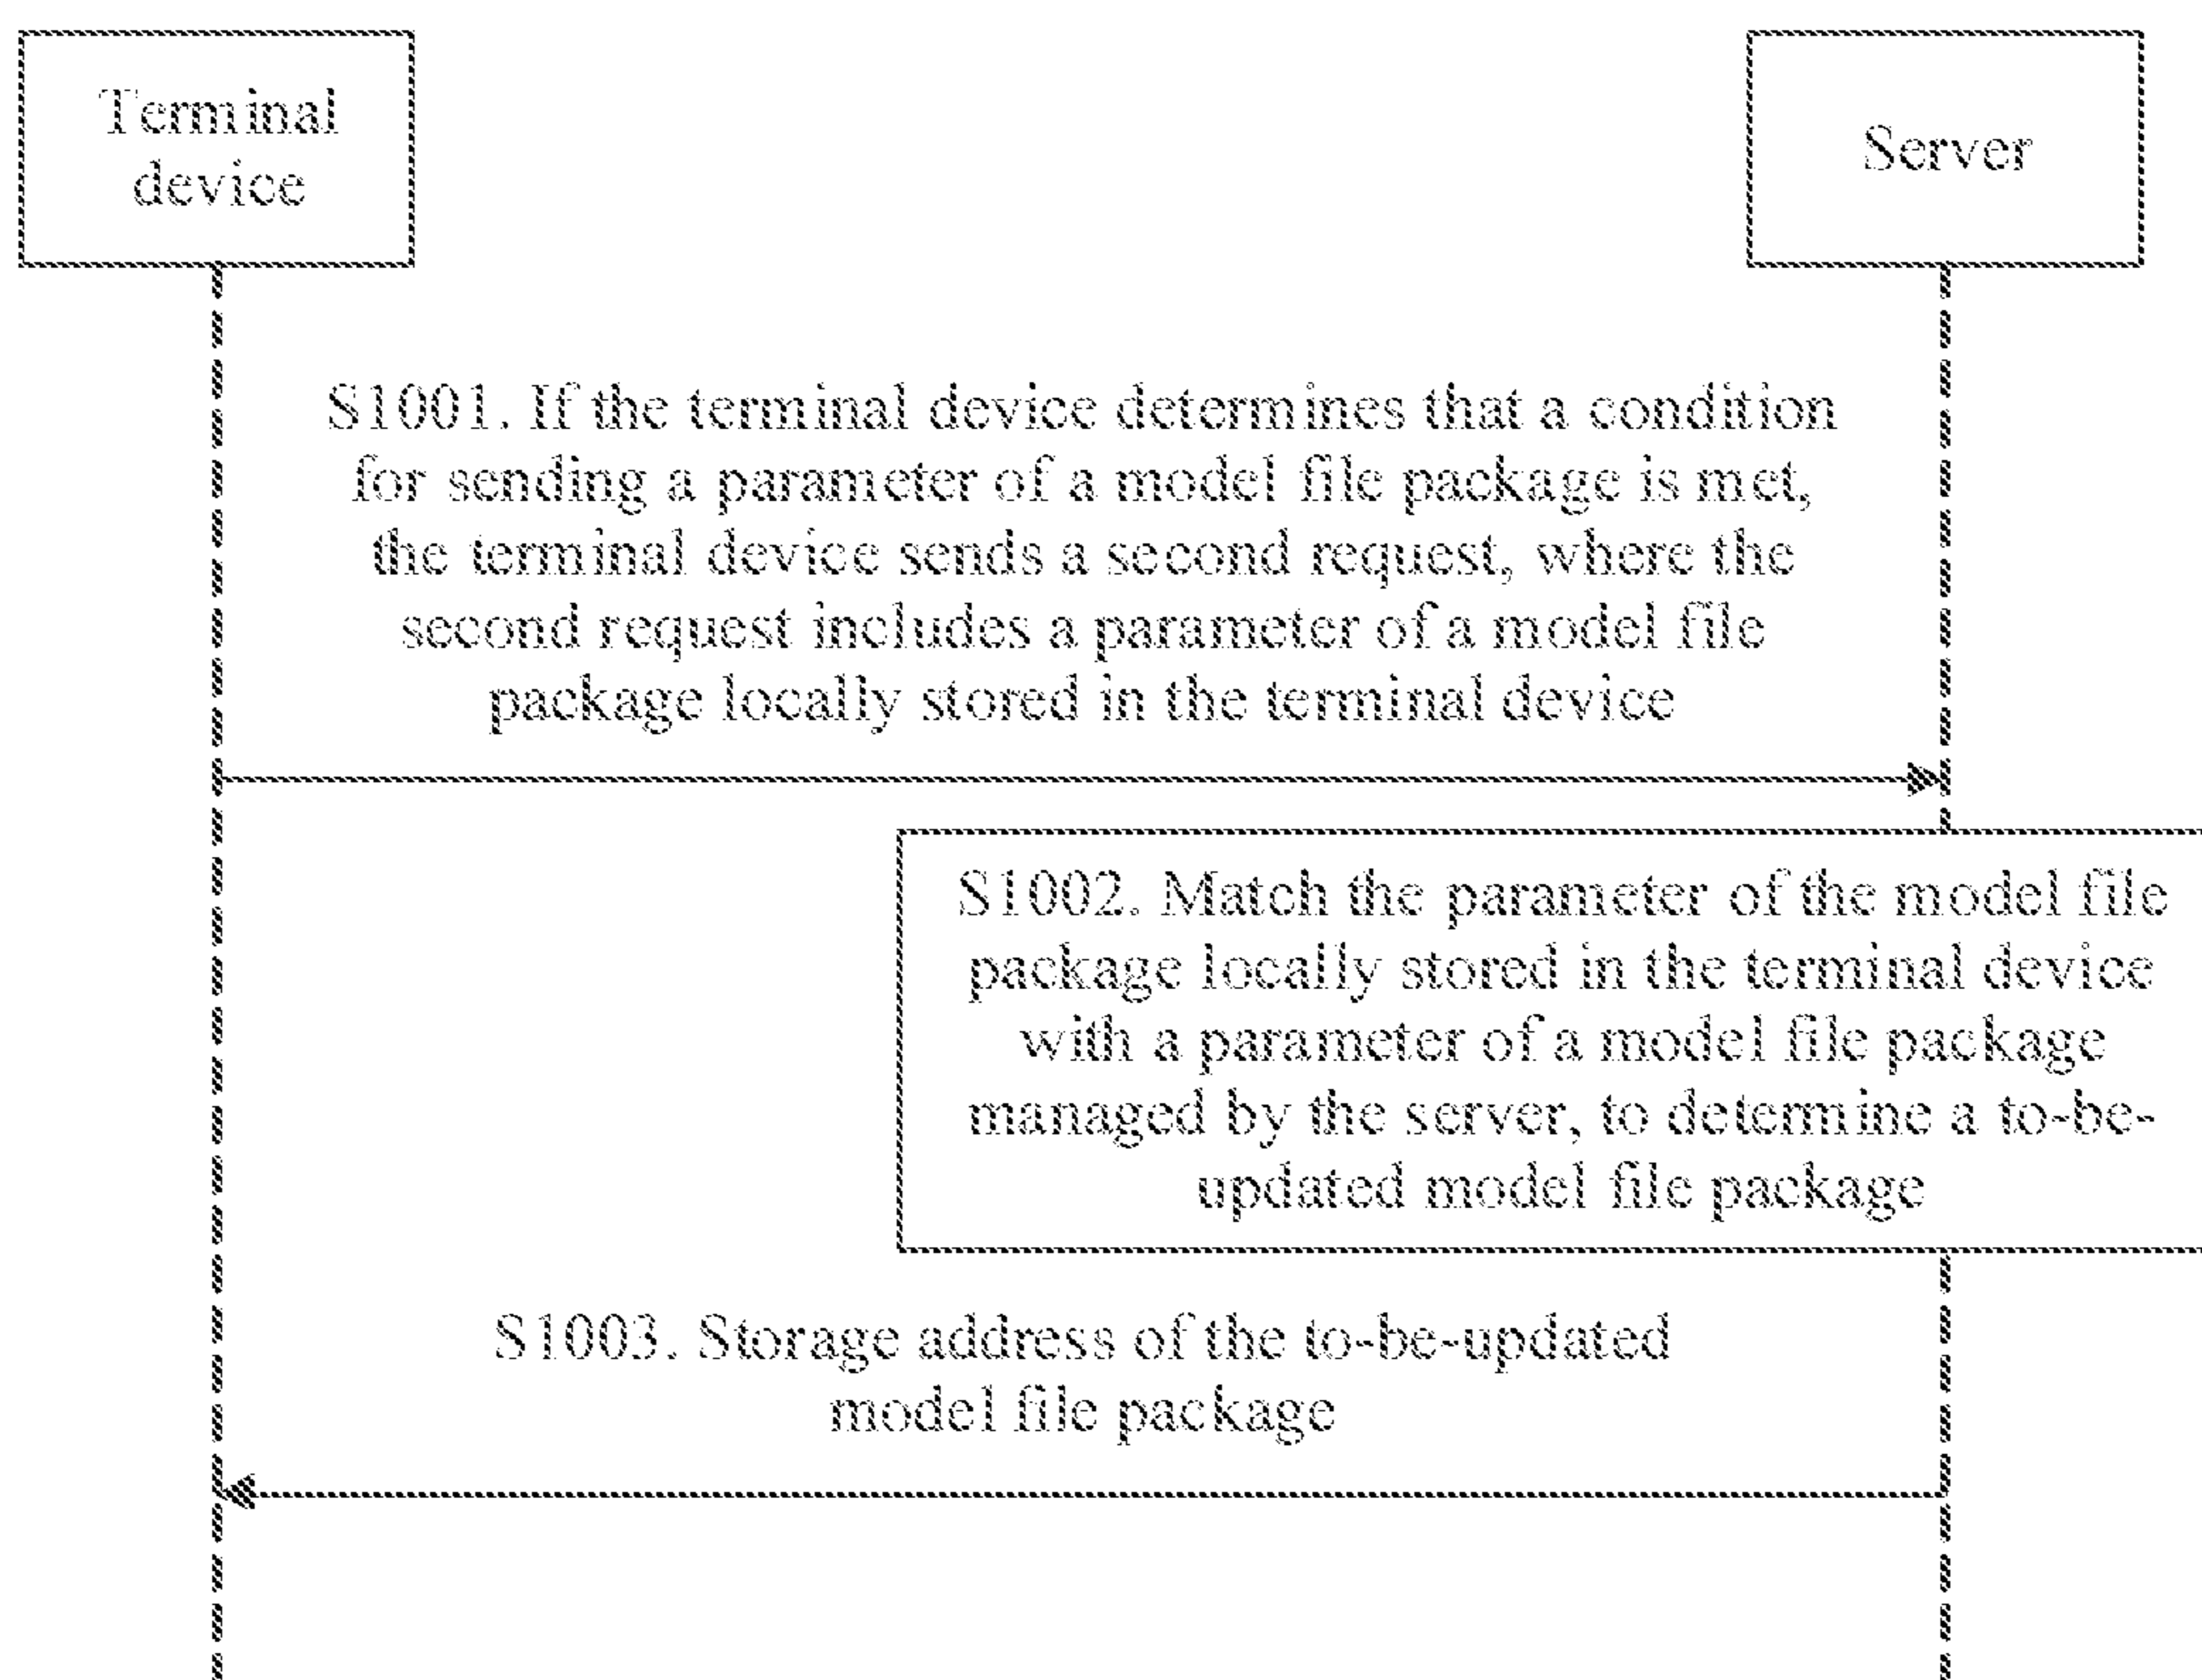 Terminal
device
Server
S1001. If the terminal device determines that a condition
for sending a parameter of a model file package is met,
the terminal device sends a second request, where the
second request includes a parameter of a model file
package locally stored in the terminal device
S1002. Match the parameter of the model file
package locally stored in the terminal device
with a parameter of a model file package
managed by the server, to determine a to-be-
updated model file package
S1003. Storage address of the to-be-updated
model file package